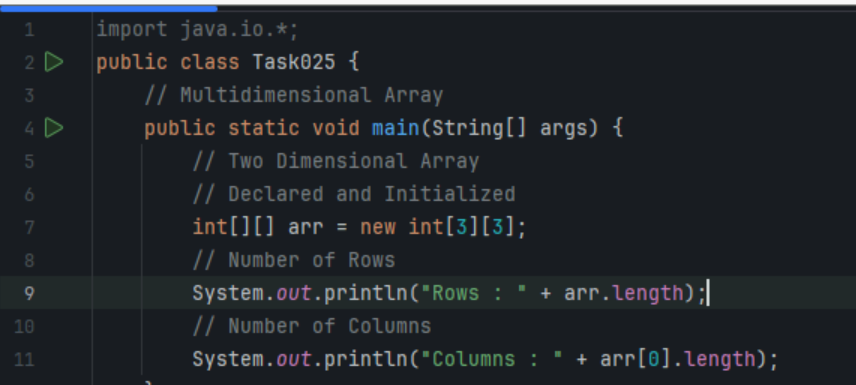 1 import java.io.*;
2 public class Task025 {
3 // Multidimensional Array
4 public static void main(String[] args) {
5 // Two Dimensional Array
6 // Declared and Initialized
7 int[][] arr = new int[3][3];
8 // Number of Rows
9 System.out.println("Rows : " + arr.length);
10 // Number of Columns
11 System.out.println("Columns : " + arr[0].length);